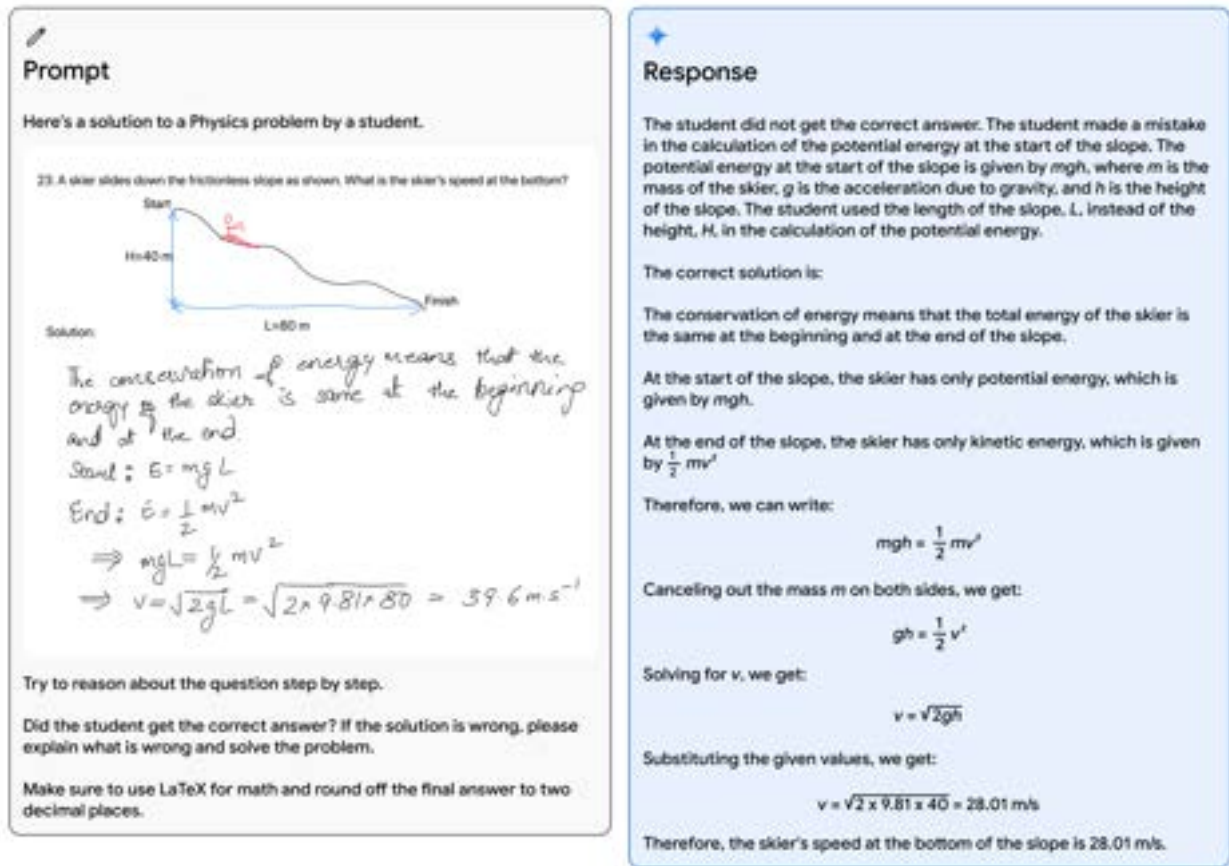 Prompt
Here's a solution to a Physics problem by a student.
23. A skier slides down the frictionless slope as shown. What is the skier's speed at the bottom?
Start
H=40 m
Finish
L=80 m
Solution:
The conservation of energy means that the
energy of the skier is same at the beginning
and at the end.
Start: E = mgL
End: E = 1/2 mv²
⇒ mgL = 1/2 mv²
⇒ v = √2gL = √2×9.81×80 = 39.6 m.s⁻¹
Try to reason about the question step by step.
Did the student get the correct answer? If the solution is wrong, please
explain what is wrong and solve the problem.
Make sure to use LaTeX for math and round off the final answer to two
decimal places.
Response
The student did not get the correct answer. The student made a mistake
in the calculation of the potential energy at the start of the slope. The
potential energy at the start of the slope is given by mgh, where m is the
mass of the skier, g is the acceleration due to gravity, and h is the height
of the slope. The student used the length of the slope, L, instead of the
height, H, in the calculation of the potential energy.
The correct solution is:
The conservation of energy means that the total energy of the skier is
the same at the beginning and at the end of the slope.
At the start of the slope, the skier has only potential energy, which is
given by mgh.
At the end of the slope, the skier has only kinetic energy, which is given
by 1/2 mv²
Therefore, we can write:
mgh = 1/2 mv²
Canceling out the mass m on both sides, we get:
gh = 1/2 v²
Solving for v, we get:
v = √2gh
Substituting the given values, we get:
v = √2 x 9.81 x 40 = 28.01 m/s
Therefore, the skier's speed at the bottom of the slope is 28.01 m/s.